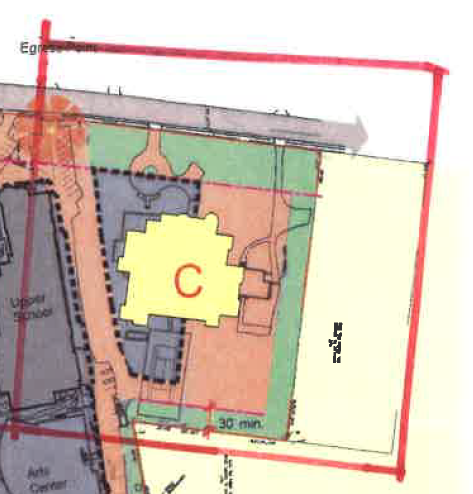 Egress Point
C
Upper
School
30' min.
Arts
Center